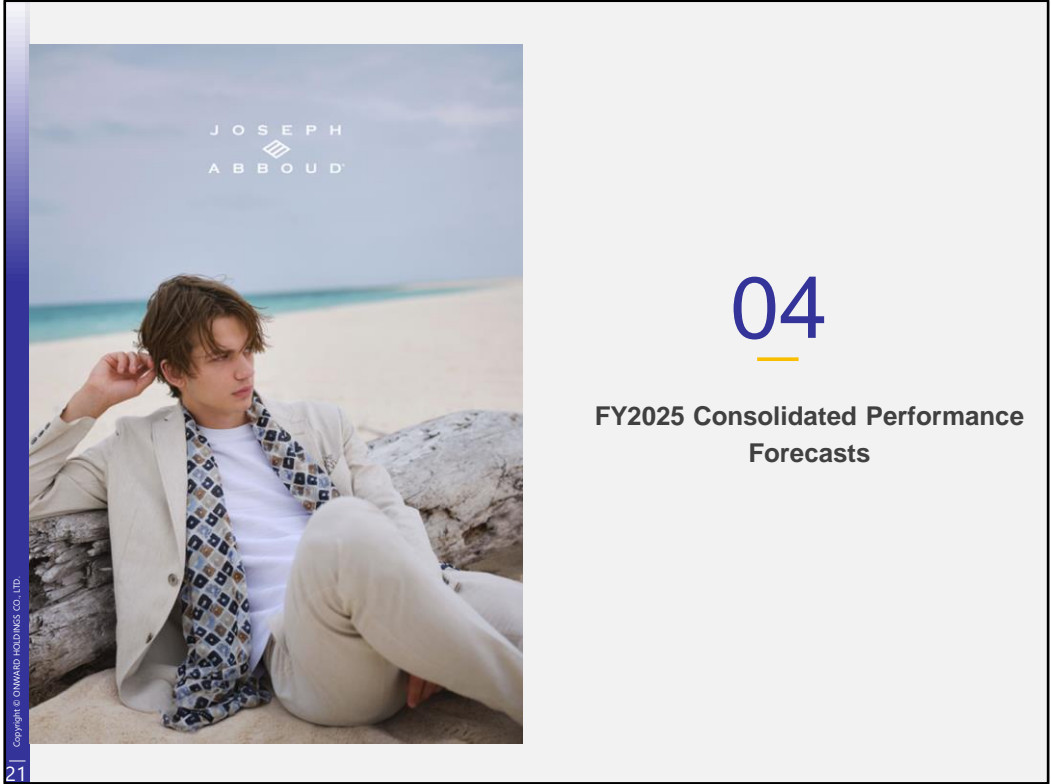 JOSEPH
ABBOUD
04
FY2025 Consolidated Performance
Forecasts
Copyright © ONWARD HOLDINGS CO., LTD.
21